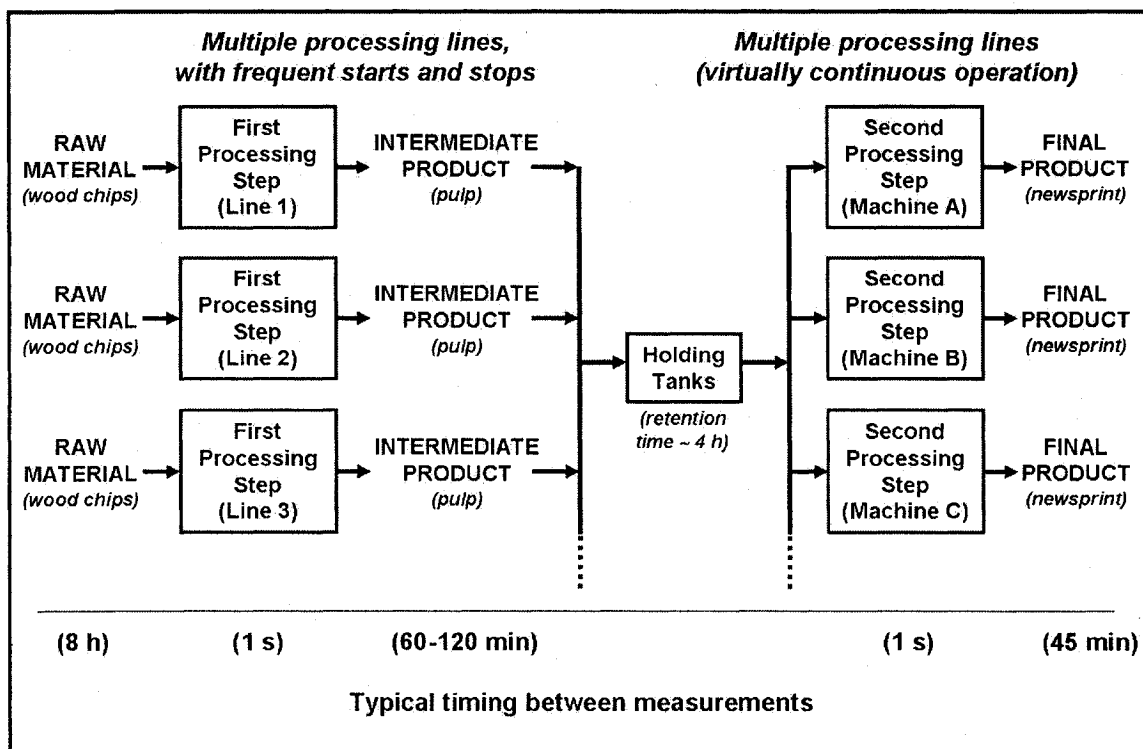 Multiple processing lines,
with frequent starts and stops
Multiple processing lines
(virtually continuous operation)
RAW
MATERIAL
(wood chips)
First
Processing
Step
(Line 1)
INTERMEDIATE
PRODUCT
(pulp)
Second
Processing
Step
(Machine A)
FINAL
PRODUCT
(newsprint)
RAW
MATERIAL
(wood chips)
First
Processing
Step
(Line 2)
INTERMEDIATE
PRODUCT
(pulp)
Holding
Tanks
(retention
time ~ 4 h)
Second
Processing
Step
(Machine B)
FINAL
PRODUCT
(newsprint)
RAW
MATERIAL
(wood chips)
First
Processing
Step
(Line 3)
INTERMEDIATE
PRODUCT
(pulp)
Second
Processing
Step
(Machine C)
FINAL
PRODUCT
(newsprint)
(8 h) (1 s) (60-120 min) (1 s) (45 min)
Typical timing between measurements